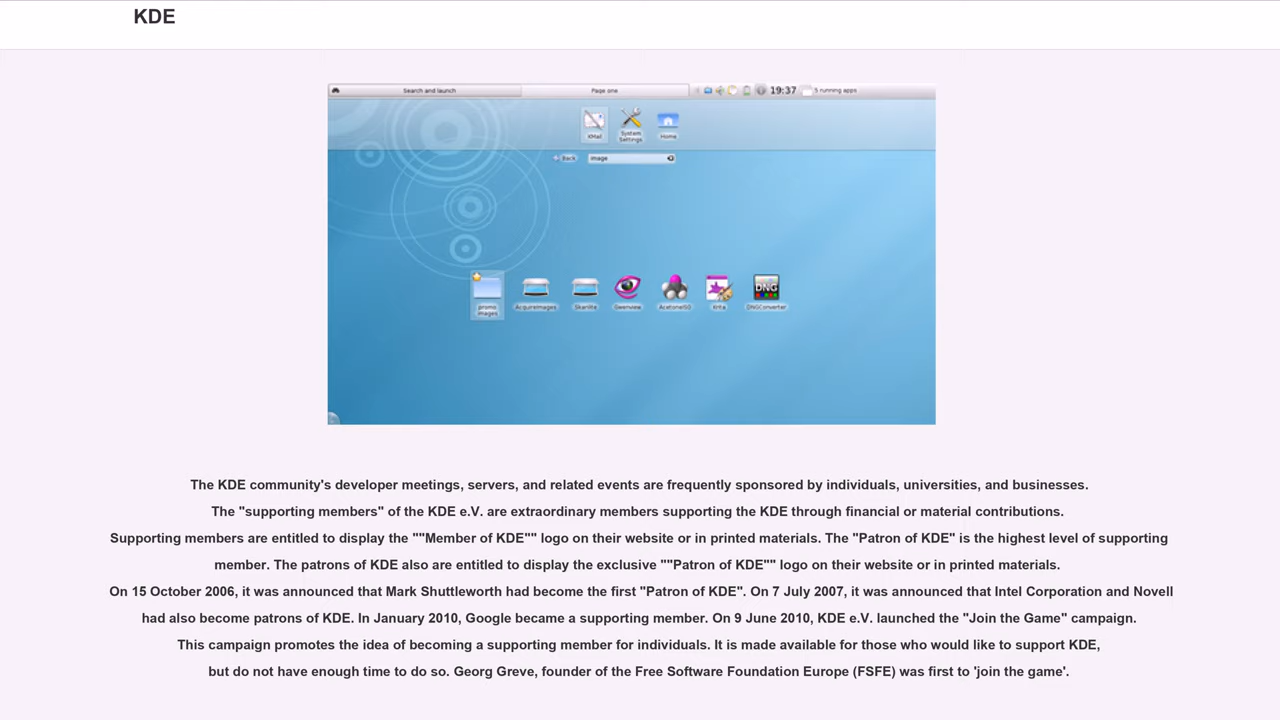 KDE
Search and launch
Page one
19:37
5 running apps
KMail
System Settings
Home
Back
image
promo images
AcquireImages
Skanlite
Gwenview
AcetoneISO
Krita
DNG
DNGConverter
The KDE community's developer meetings, servers, and related events are frequently sponsored by individuals, universities, and businesses.
The "supporting members" of the KDE e.V. are extraordinary members supporting the KDE through financial or material contributions.
Supporting members are entitled to display the ""Member of KDE"" logo on their website or in printed materials. The "Patron of KDE" is the highest level of supporting
member. The patrons of KDE also are entitled to display the exclusive ""Patron of KDE"" logo on their website or in printed materials.
On 15 October 2006, it was announced that Mark Shuttleworth had become the first "Patron of KDE". On 7 July 2007, it was announced that Intel Corporation and Novell
had also become patrons of KDE. In January 2010, Google became a supporting member. On 9 June 2010, KDE e.V. launched the "Join the Game" campaign.
This campaign promotes the idea of becoming a supporting member for individuals. It is made available for those who would like to support KDE,
but do not have enough time to do so. Georg Greve, founder of the Free Software Foundation Europe (FSFE) was first to 'join the game'.